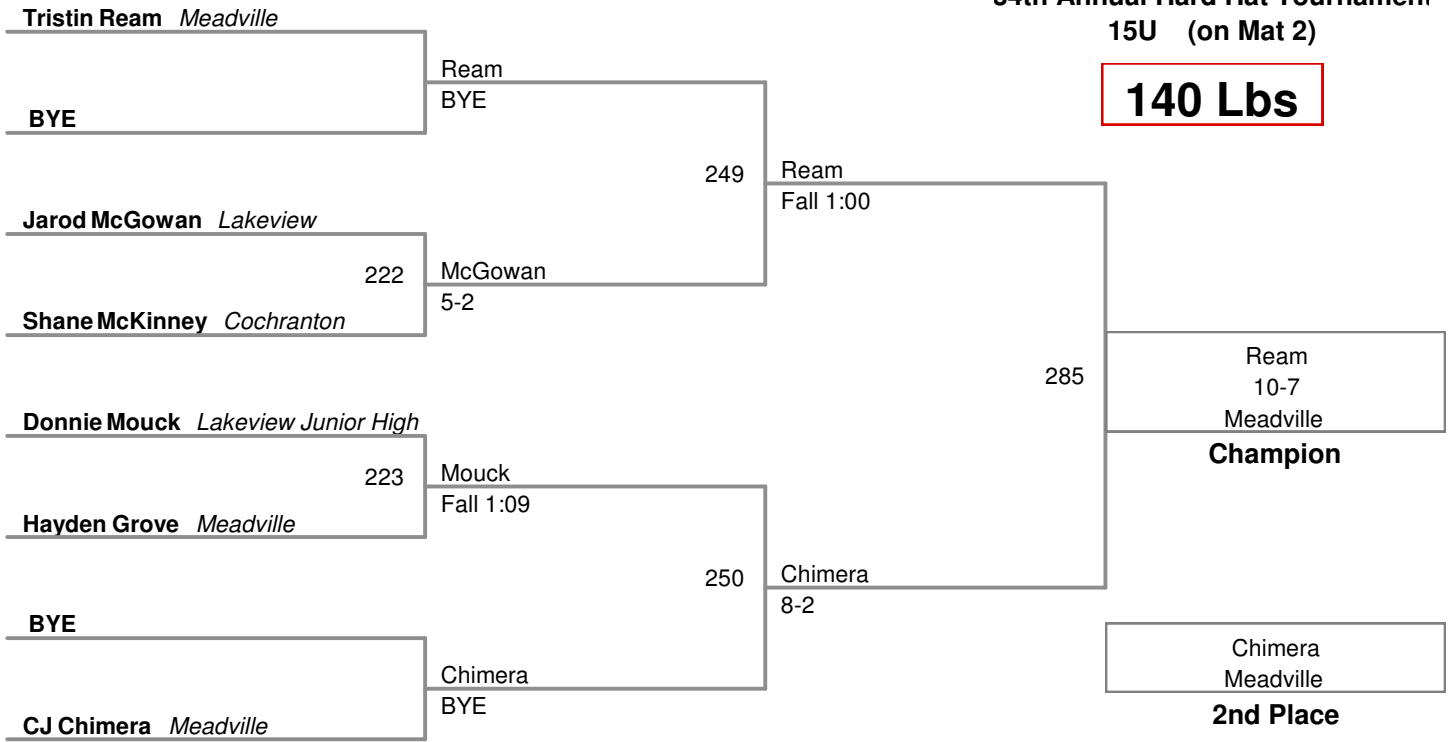 Annual Hard Hat
15U (on Mat 2)
140 Lbs
Tristin Ream Meadville
Ream
BYE
BYE
249
Ream
Fall 1:00
Jarod McGowan Lakeview
222
McGowan
5-2
Shane McKinney Cochranton
285
Ream
10-7
Meadville
Champion
Donnie Mouck Lakeview Junior High
223
Mouck
Fall 1:09
Hayden Grove Meadville
250
Chimera
8-2
BYE
Chimera
BYE
CJ Chimera Meadville
Chimera
Meadville
2nd Place